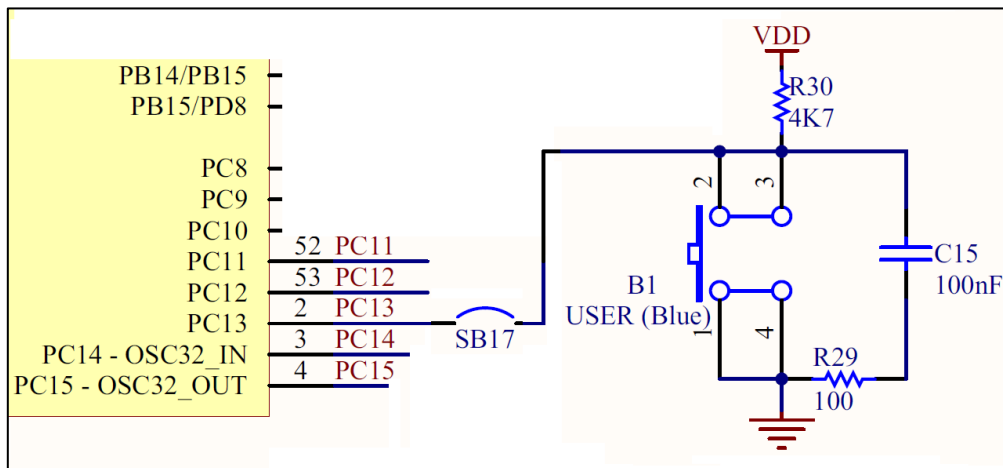 VDD
PB14/PB15
R30
PB15/PD8
4K7
PC8
2
3
PC9
PC10
52 PC11
PC11
53 PC12
C15
PC12
B1
100nF
2 PC13
USER (Blue)
PC13
1
4
3 PC14
SB17
PC14 - OSC32_IN
R29
4 PC15
PC15 - OSC32_OUT
100